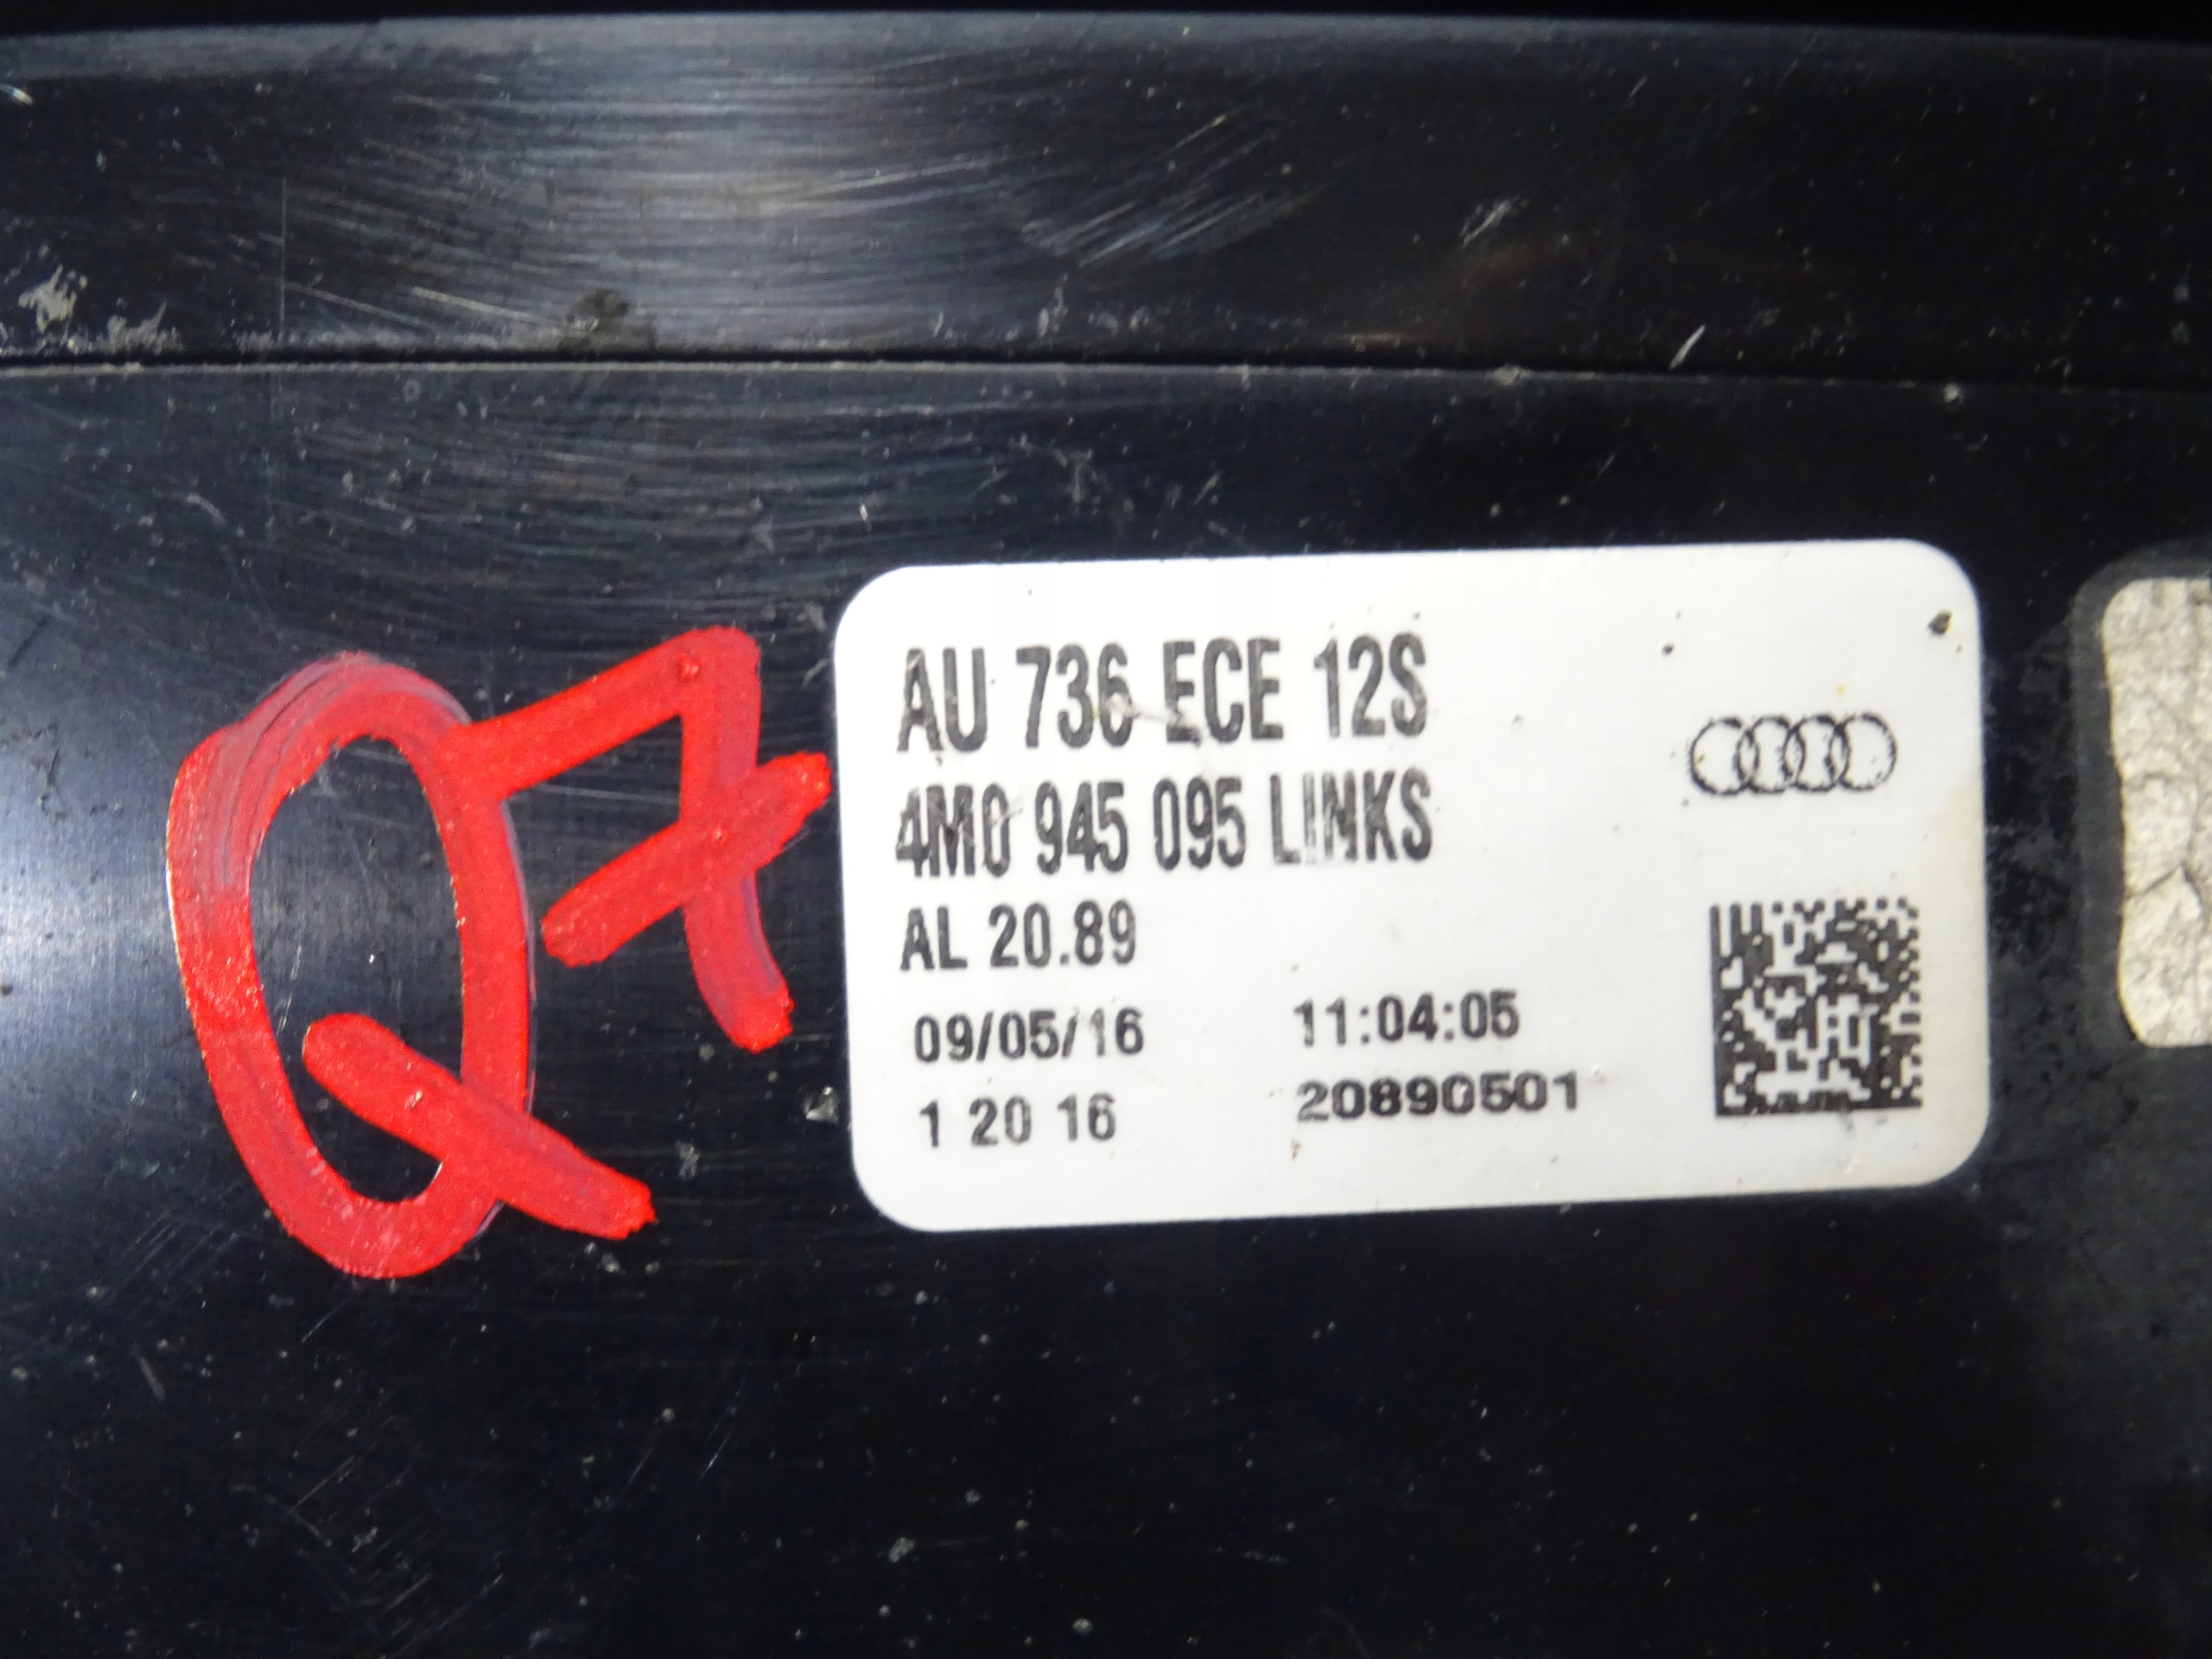 Q7
AU 736 ECE 12S
4M0 945 095 LINKS
AL 20.89
09/05/16 11:04:05
1 20 16 20890501